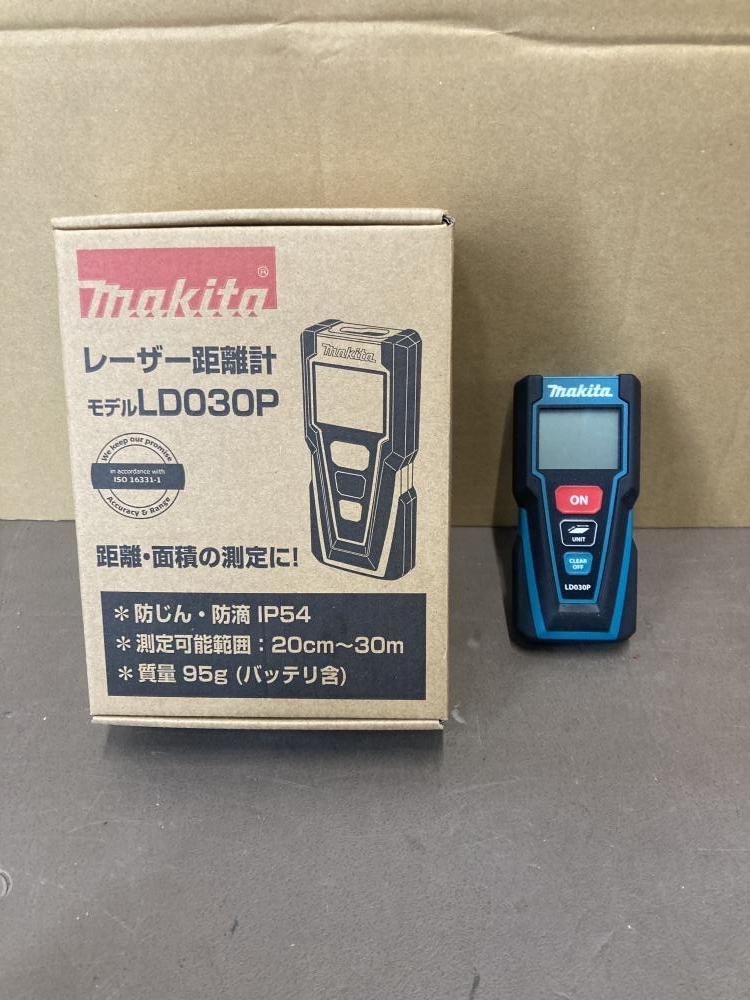 makita®
レーザー距離計
モデルLD030P
makita
We keep our promise
in accordance with
ISO 16331-1
Accuracy & Range
距離・面積の測定に!
＊防じん・防滴 IP54
＊測定可能範囲：20cm〜30m
＊質量 95g (バッテリ含)
makita
ON
UNIT
CLEAR
OFF
LD030P